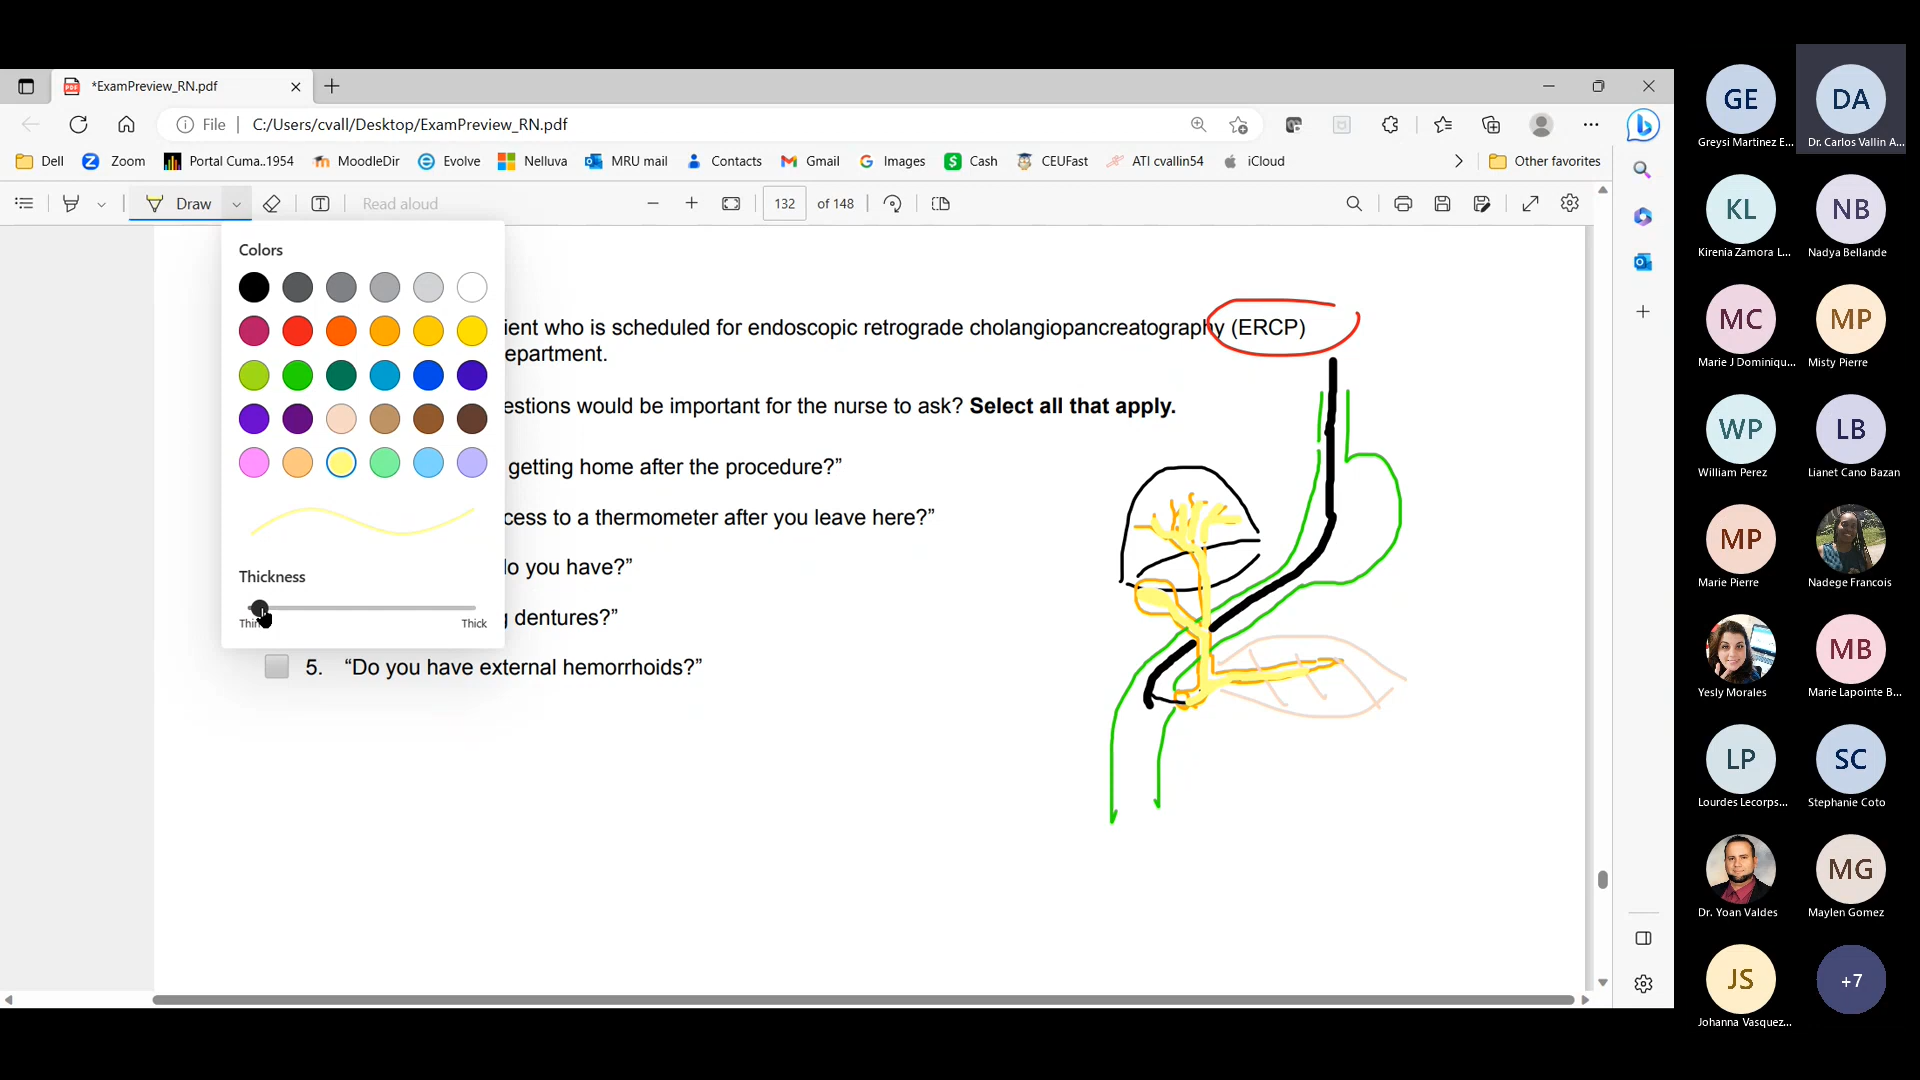 *ExamPreview_RN.pdf
File
C:/Users/cvall/Desktop/ExamPreview_RN.pdf
Dell
Zoom
Portal Cuma..1954
MoodleDir
Evolve
Nelluva
MRU mail
Contacts
Gmail
Images
Cash
CEUFast
ATI cvallin54
iCloud
Other favorites
Draw
Read aloud
132
of 148
Colors
Thickness
Thick
ient who is scheduled for endoscopic retrograde cholangiopancreatography (ERCP)
epartment.
estions would be important for the nurse to ask? Select all that apply.
getting home after the procedure?”
cess to a thermometer after you leave here?”
do you have?”
g dentures?”
5. “Do you have external hemorrhoids?”
GE
Greysi Martinez E...
DA
Dr. Carlos Vallin A...
KL
Kirenia Zamora L...
NB
Nadya Bellande
MC
Marie J Dominiqu...
MP
Misty Pierre
WP
William Perez
LB
Lianet Cano Bazan
MP
Marie Pierre
Nadege Francois
Yesly Morales
MB
Marie Lapointe B...
LP
Lourdes Lecorps...
SC
Stephanie Coto
Dr. Yoan Valdes
MG
Maylen Gomez
JS
Johanna Vasquez...
+7